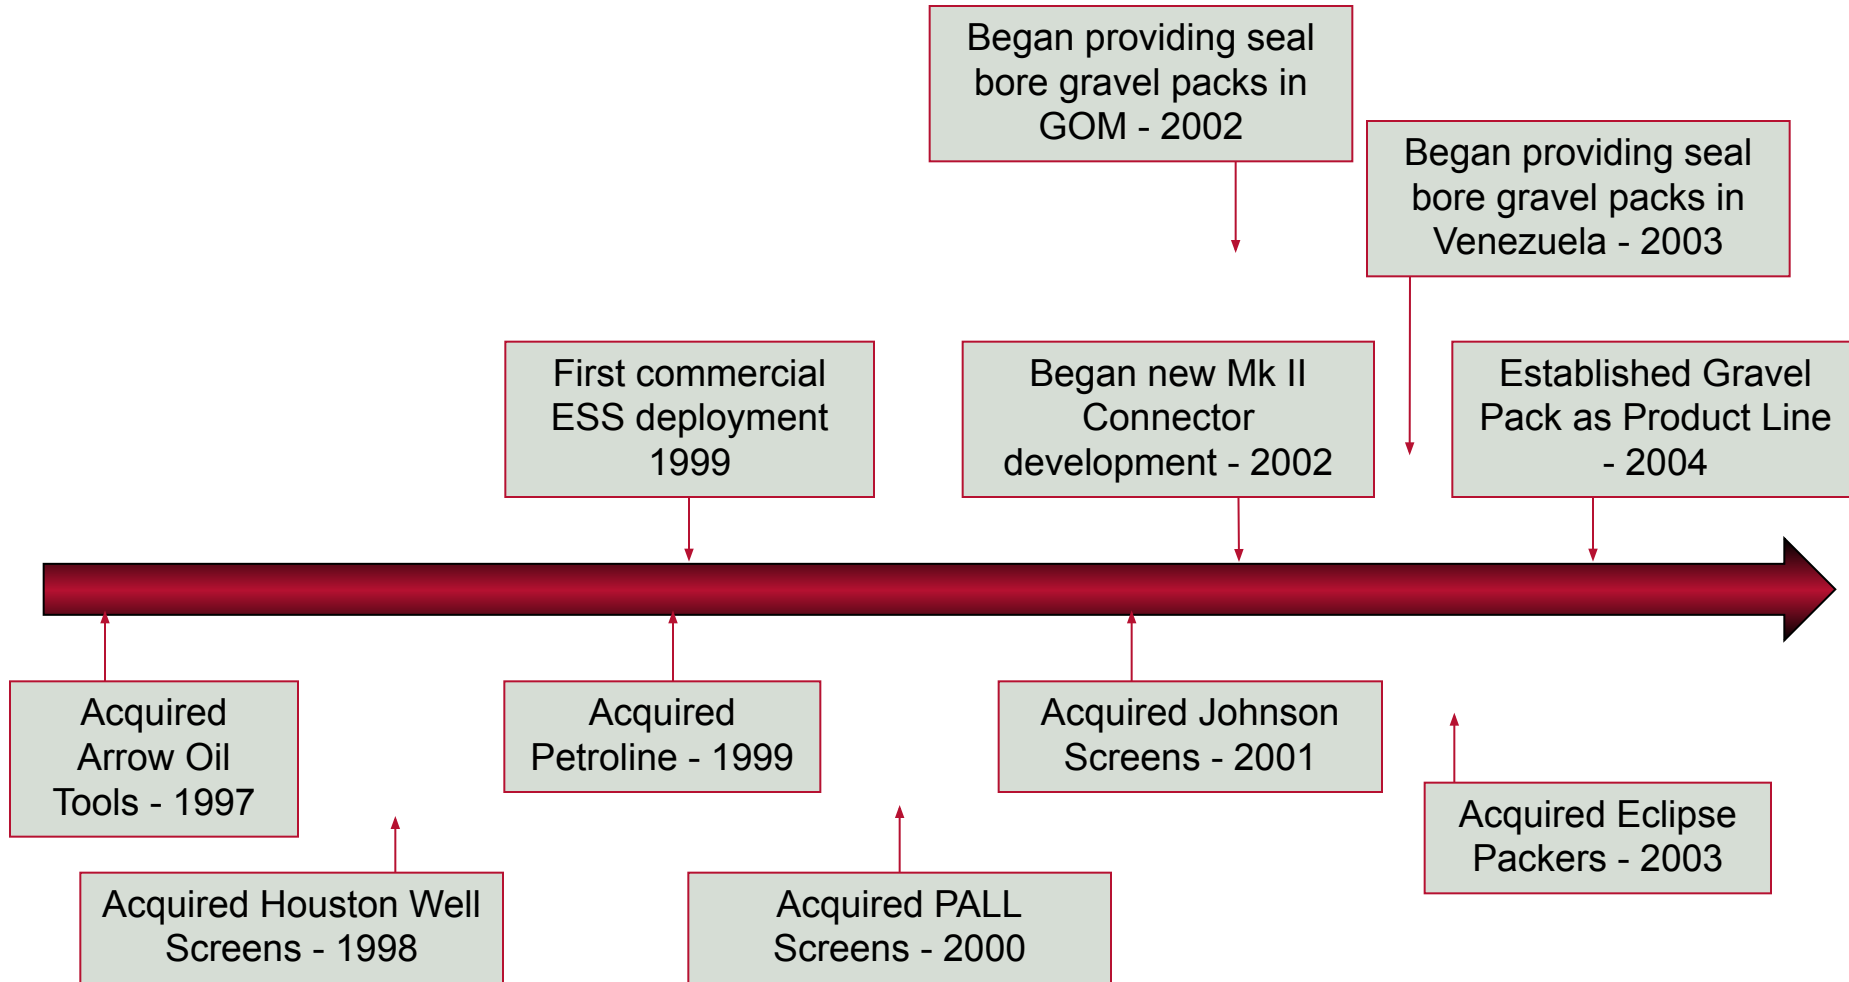 Began providing seal
bore gravel packs in
GOM - 2002
Began providing seal
bore gravel packs in
Venezuela - 2003
First commercial
ESS deployment
1999
Began new Mk II
Connector
development - 2002
Established Gravel
Pack as Product Line
- 2004
Acquired
Arrow Oil
Tools - 1997
Acquired
Petroline - 1999
Acquired Johnson
Screens - 2001
Acquired Eclipse
Packers - 2003
Acquired Houston Well
Screens - 1998
Acquired PALL
Screens - 2000